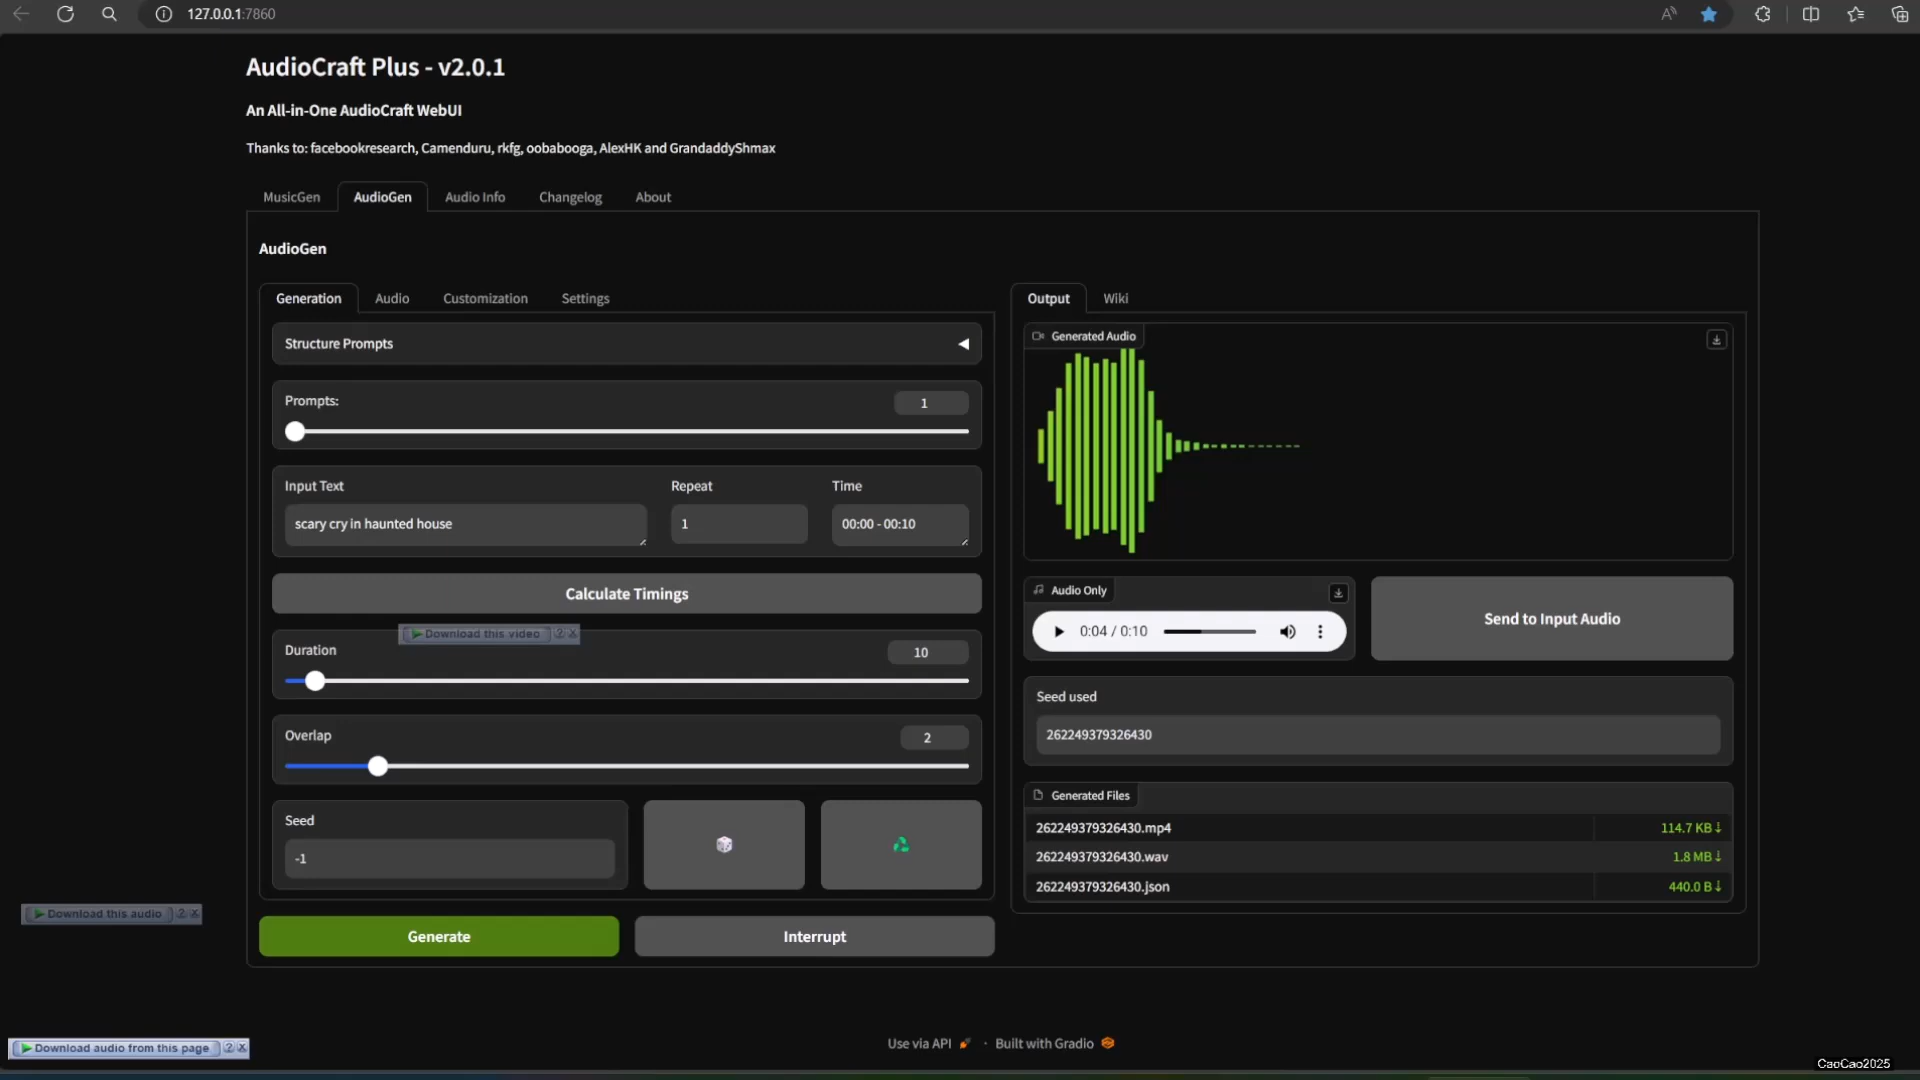 127.0.0.1:7860
AudioCraft Plus - v2.0.1
An All-in-One AudioCraft WebUI
Thanks to: facebookresearch, Camenduru, rkfg, oobabooga, AlexHK and GrandaddyShmax
MusicGen AudioGen Audio Info Changelog About
AudioGen
Generation Audio Customization Settings
Structure Prompts
Prompts: 1
Input Text Repeat Time
scary cry in haunted house 1 00:00 - 00:10
Calculate Timings
Download this video ? X
Duration 10
Overlap 2
Seed
-1
Generate Interrupt
Output Wiki
Generated Audio
Audio Only
0:04 / 0:10
Send to Input Audio
Seed used
262249379326430
Generated Files
262249379326430.mp4 114.7 KB↓
262249379326430.wav 1.8 MB↓
262249379326430.json 440.0 B↓
Download this audio ? X
Download audio from this page ? X
Use via API · Built with Gradio
CaoCao2025